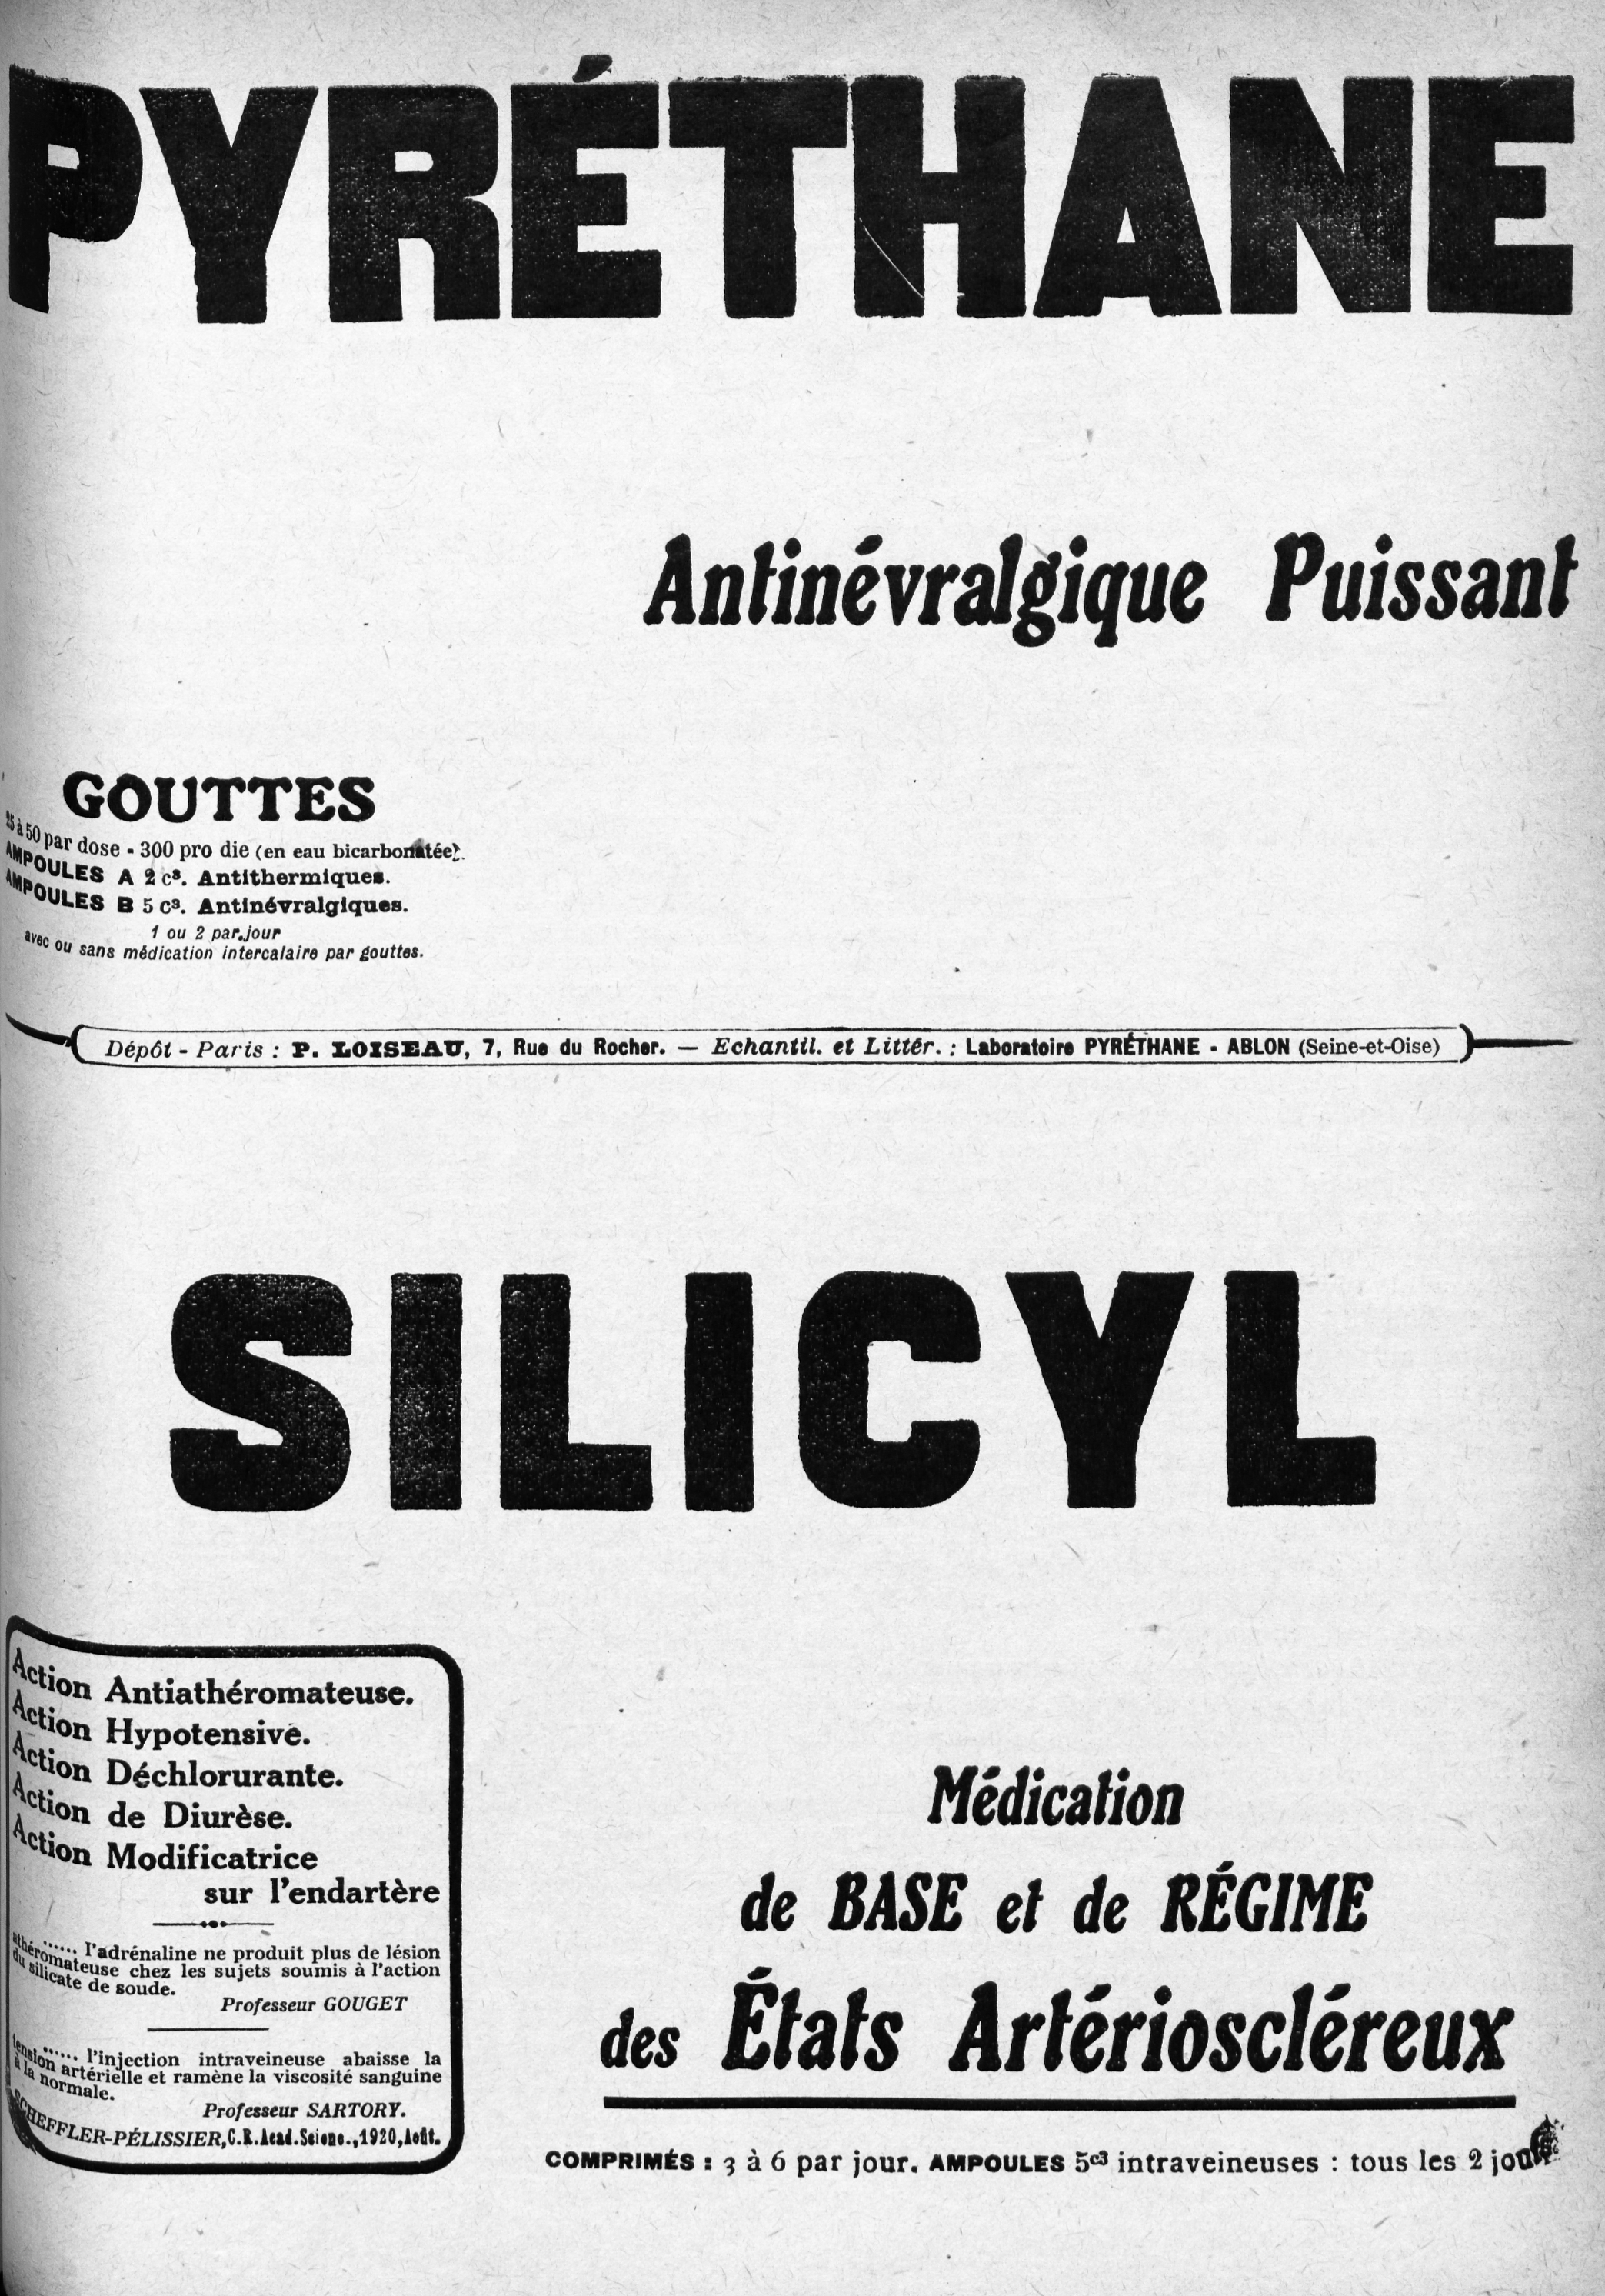 PYRÉTHANE
Antinévralgique Puissant
GOUTTES
25 à 50 par dose - 300 pro die (en eau bicarbonatée).
AMPOULES A 2 c³. Antithermiques.
AMPOULES B 5 c³. Antinévralgiques.
1 ou 2 par jour
avec ou sans médication intercalaire par gouttes.
Dépôt - Paris : P. LOISEAU, 7, Rue du Rocher. — Echantil. et Littér. : Laboratoire PYRÉTHANE - ABLON (Seine-et-Oise)
SILICYL
Action Antiathéromateuse.
Action Hypotensive.
Action Déchlorurante.
Action de Diurèse.
Action Modificatrice
sur l'endartère
...... l'adrénaline ne produit plus de lésion
athéromateuse chez les sujets soumis à l'action
du silicate de soude.
Professeur GOUGET
...... l'injection intraveineuse abaisse la
tension artérielle et ramène la viscosité sanguine
à la normale.
Professeur SARTORY.
SCHEFFLER-PÉLISSIER, C.R. Acad. Scienc., 1920, Août.
Médication
de BASE et de RÉGIME
des États Artérioscléreux
COMPRIMÉS : 3 à 6 par jour. AMPOULES 5c3 intraveineuses : tous les 2 jours